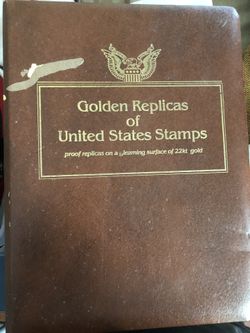 Golden Replicas
of
United States Stamps
proof replicas on a gleaming surface of 22kt gold